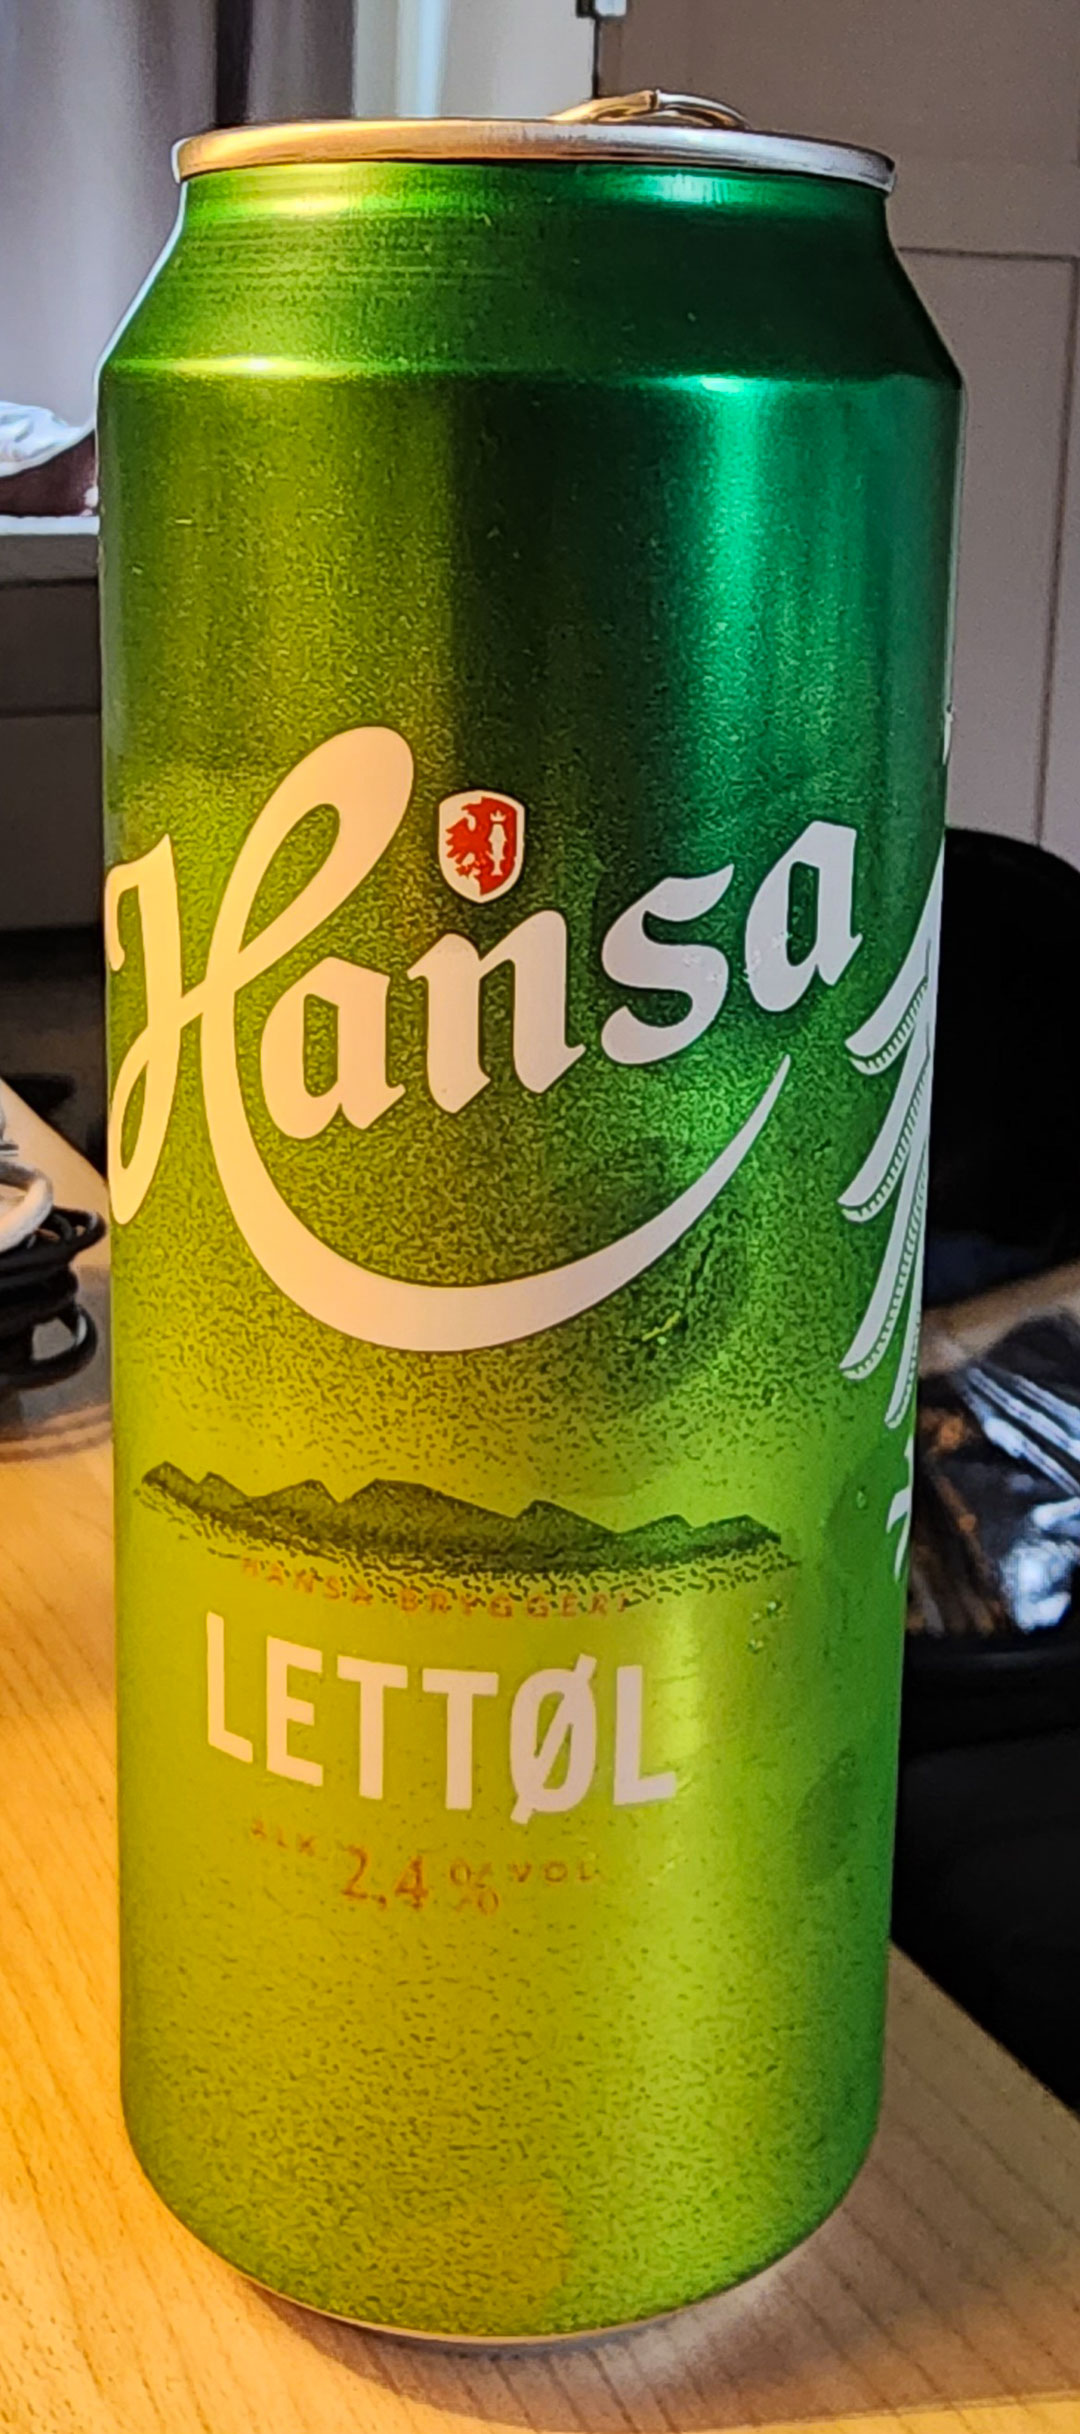 Hansa
HANSA BRYGGERI
LETTØL
ALK 2,4 % VOL